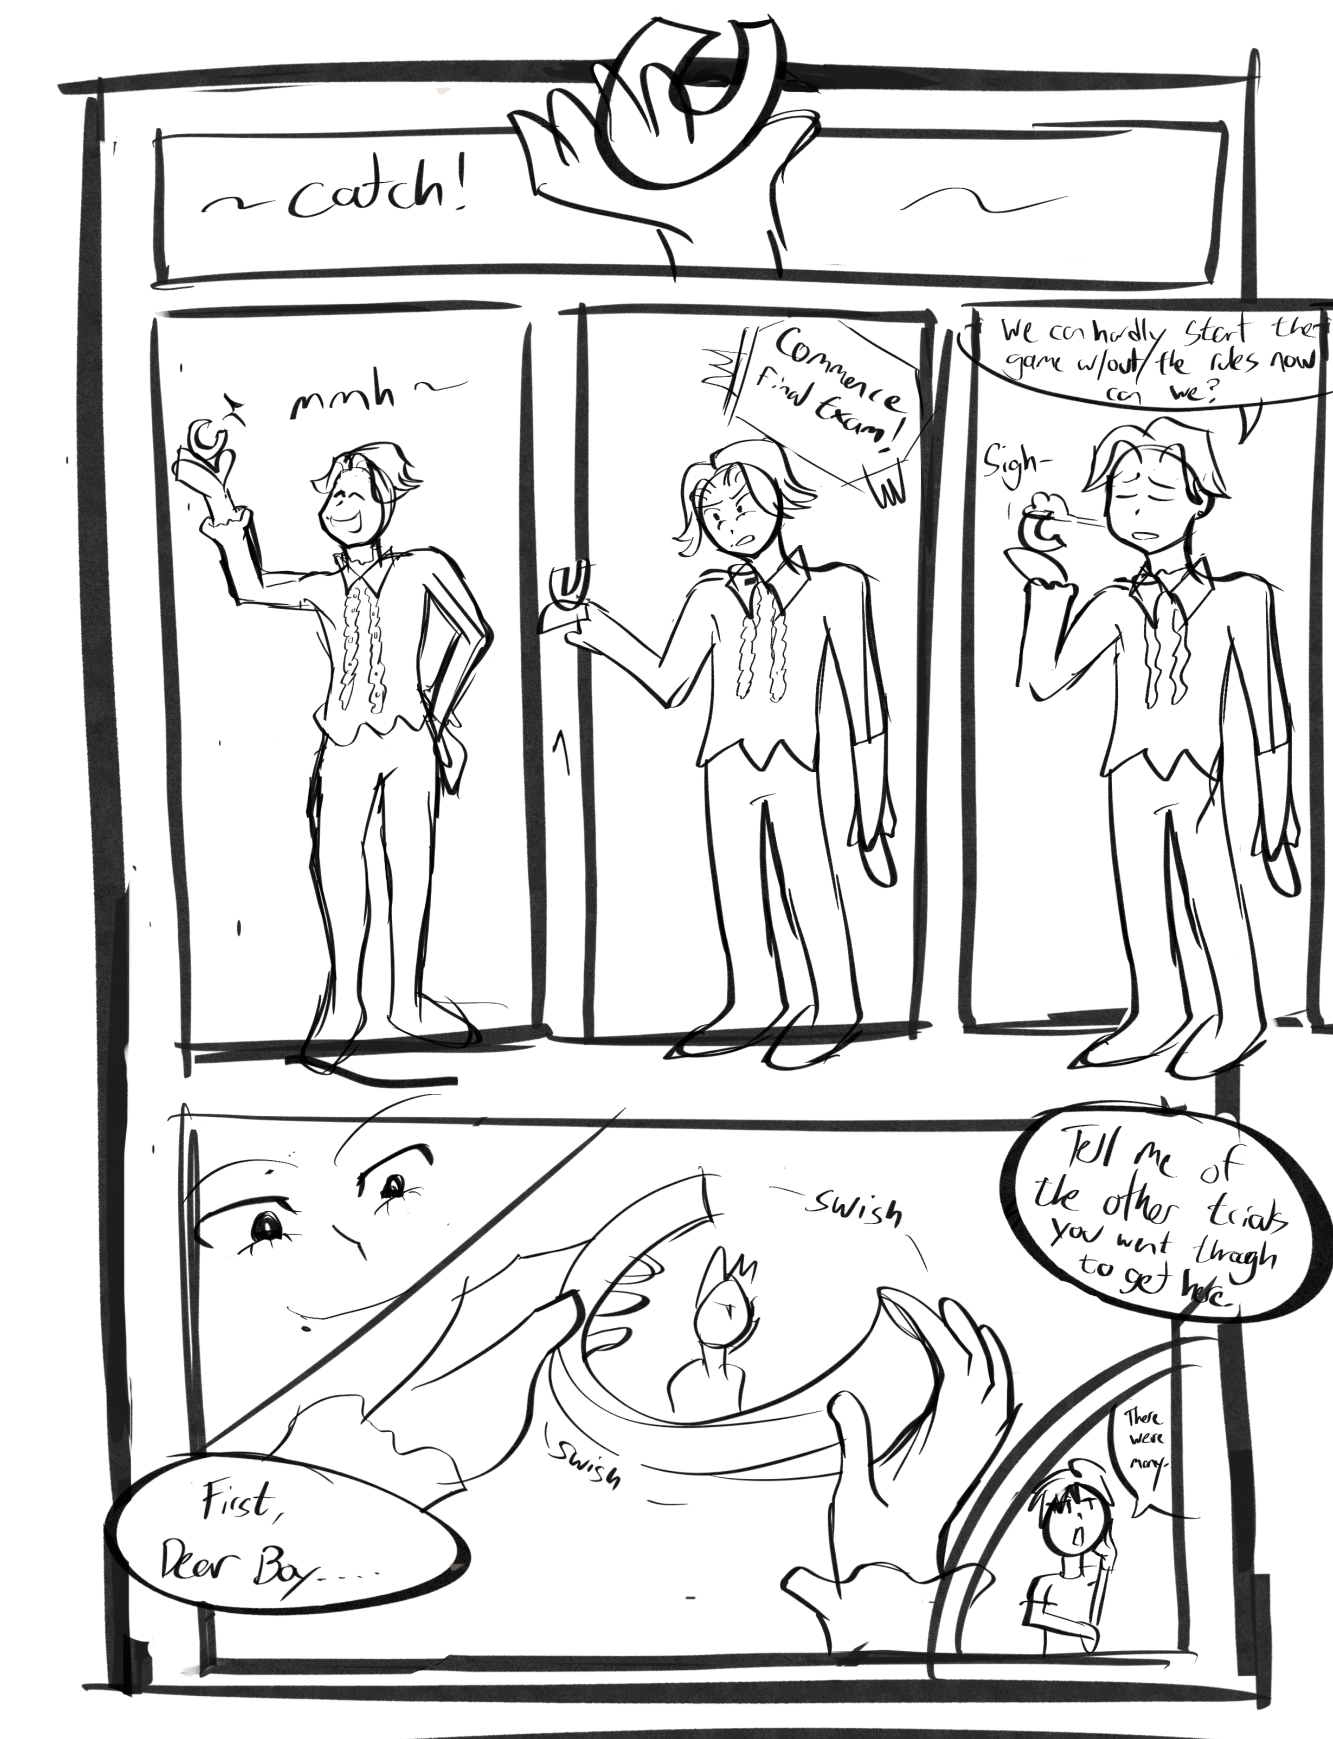 ~ catch! ~
mmh ~
Commence
Final Exam!
We can hardly start the
game w/out the rules now
can we?
Sigh-
swish
Tell me of
the other trials
you went through
to get here.
swish
First,
Dear Boy.....
There
were
many.